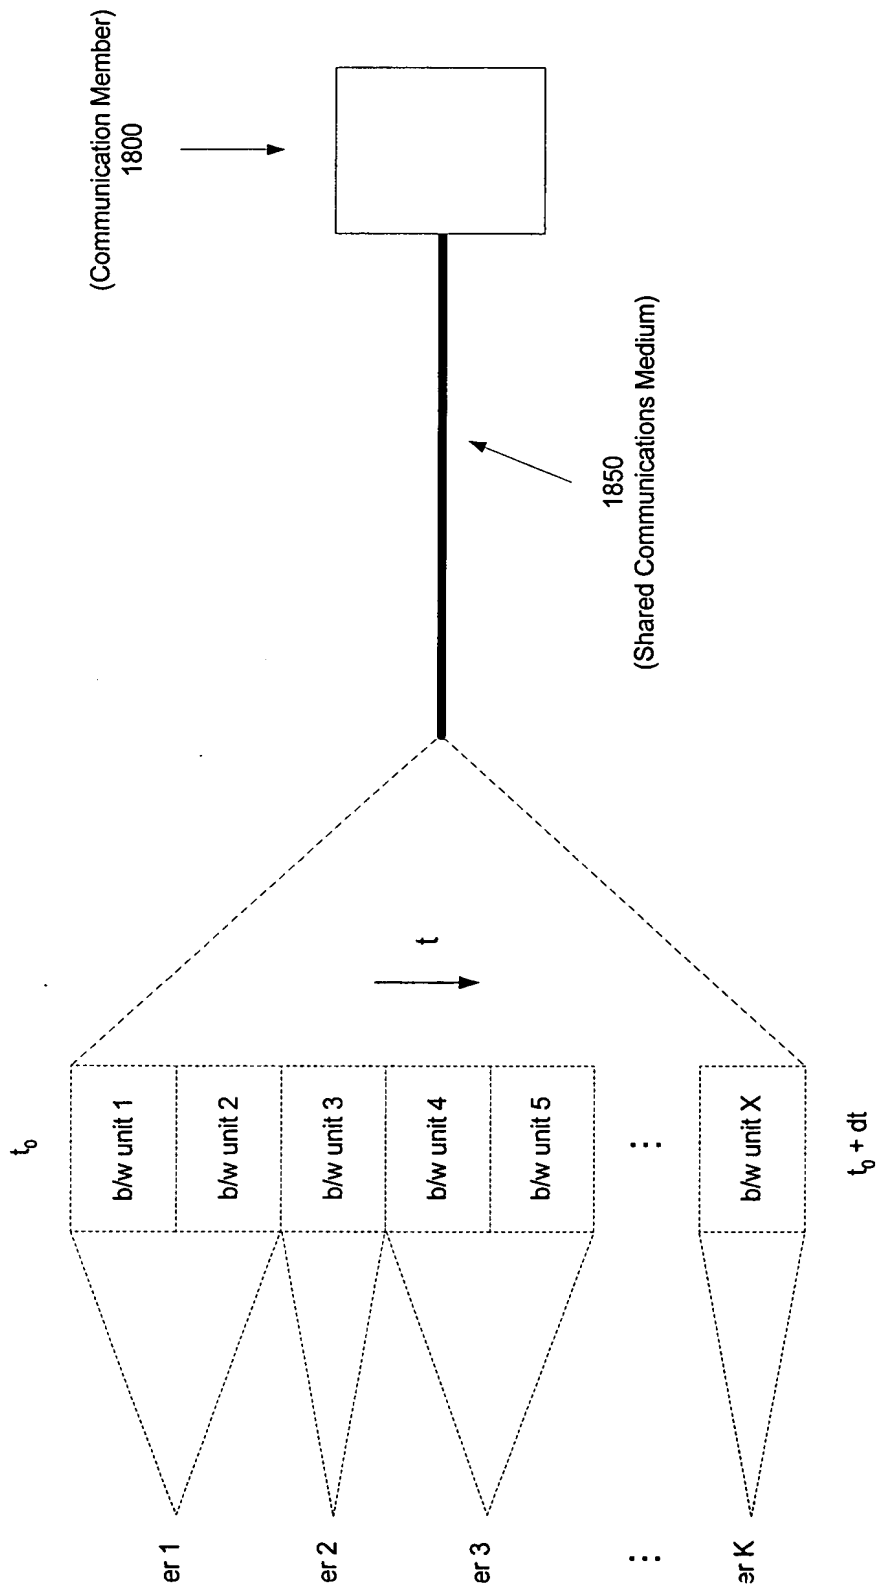 (Communication Member)
1800
1850
(Shared Communications Medium)
t
t₀
b/w unit 1
b/w unit 2
b/w unit 3
b/w unit 4
b/w unit 5
⋮
b/w unit X
t₀ + dt
er 1
er 2
er 3
⋮
er K